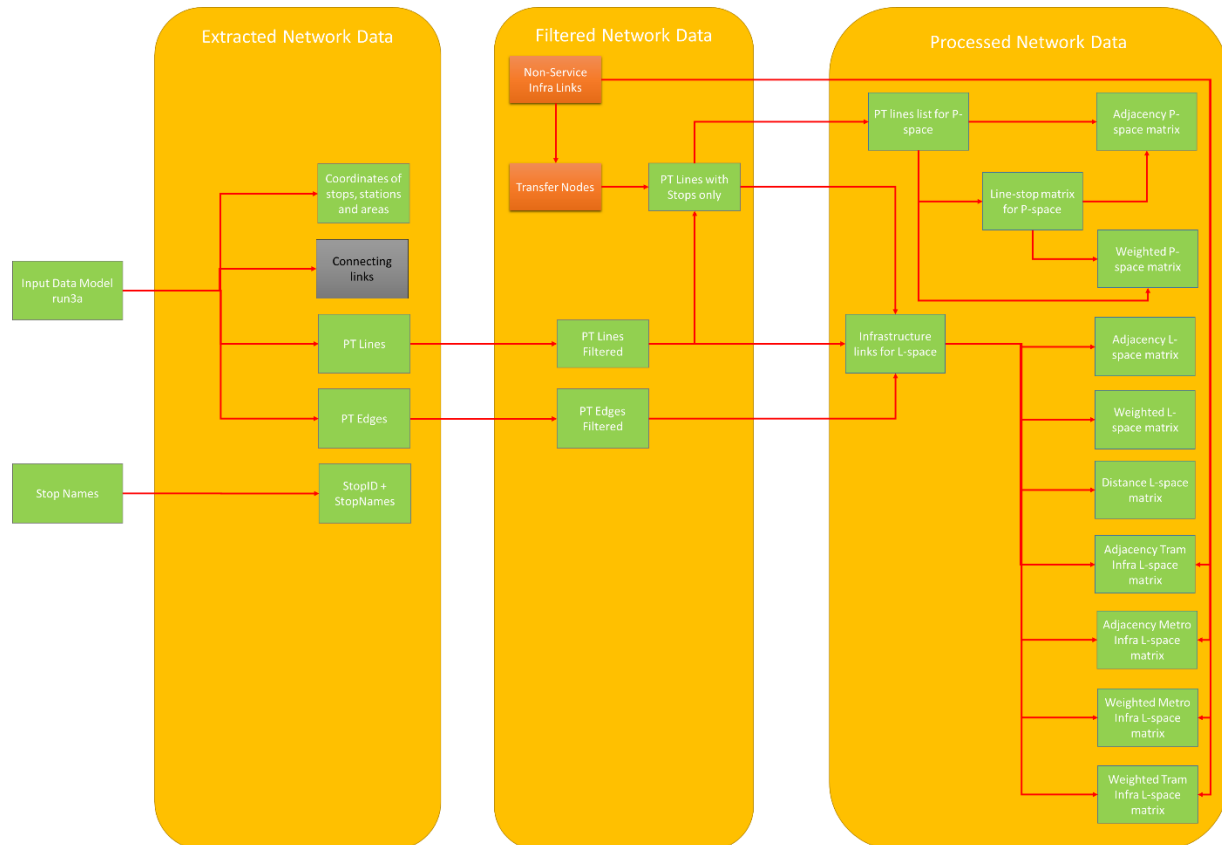 Extracted Network Data
Filtered Network Data
Processed Network Data
Input Data Model
run3a
Stop Names
Coordinates of
stops, stations
and areas
Connecting
links
PT Lines
PT Edges
StopID +
StopNames
Non-Service
Infra Links
Transfer Nodes
PT Lines with
Stops only
PT Lines
Filtered
PT Edges
Filtered
PT lines list for P-
space
Adjacency P-
space matrix
Line-stop matrix
for P-space
Weighted P-
space matrix
Infrastructure
links for L-space
Adjacency L-
space matrix
Weighted L-
space matrix
Distance L-space
matrix
Adjacency Tram
Infra L-space
matrix
Adjacency Metro
Infra L-space
matrix
Weighted Metro
Infra L-space
matrix
Weighted Tram
Infra L-space
matrix